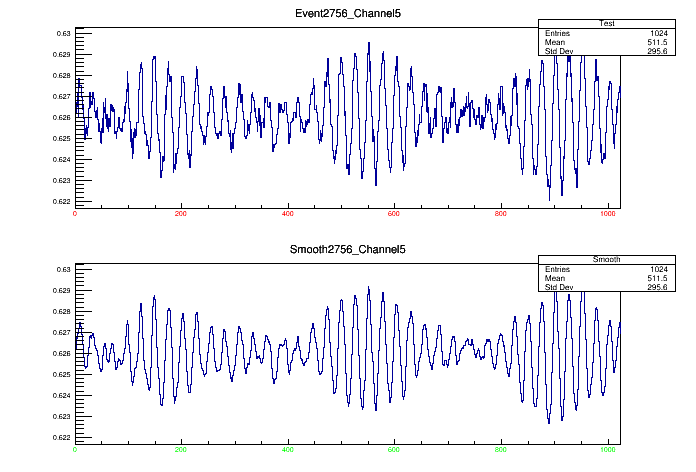 Event2756_Channel5
Test
Entries 1024
Mean 511.5
Std Dev 295.6
0.63
0.629
0.628
0.627
0.626
0.625
0.624
0.623
0.622
0 200 400 600 800 1000
Smooth2756_Channel5
Smooth
Entries 1024
Mean 511.5
Std Dev 295.6
0.63
0.629
0.628
0.627
0.626
0.625
0.624
0.623
0.622
0 200 400 600 800 1000